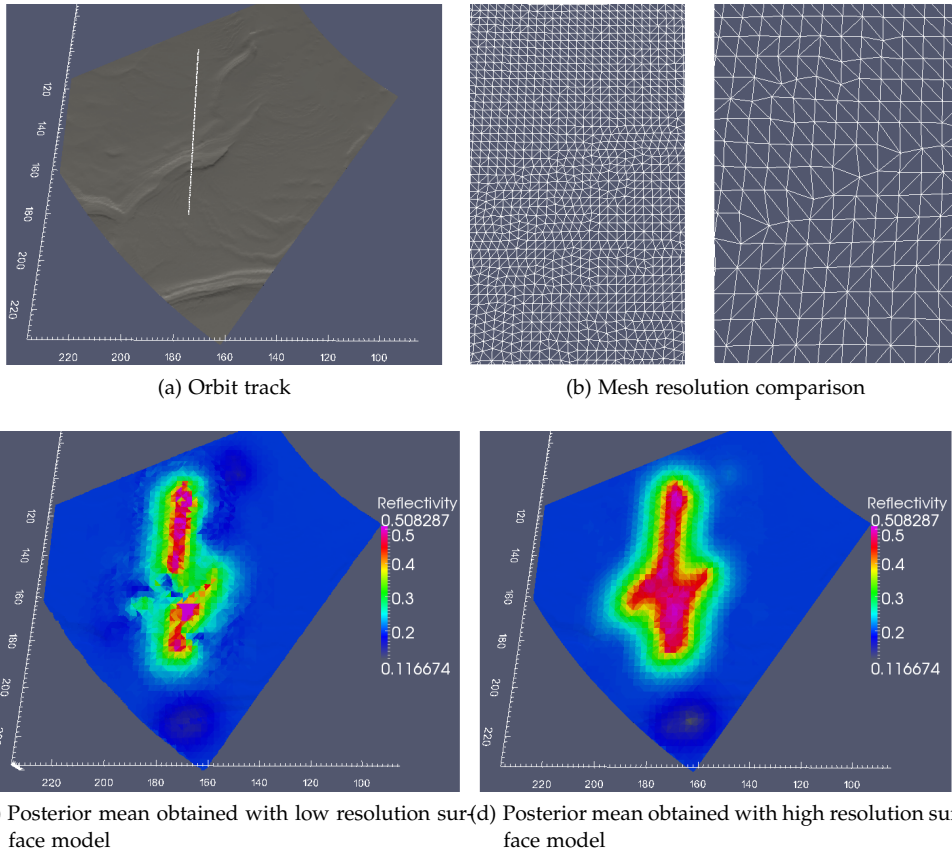 120
140
160
180
200
220
220 200 180 160 140 120 100
(a) Orbit track
(b) Mesh resolution comparison
Reflectivity
0.508287
0.5
0.4
0.3
0.2
0.116674
120
140
160
180
200
220 200 180 160 140 120 100
Reflectivity
0.508287
0.5
0.4
0.3
0.2
0.116674
120
140
160
180
200
220
220 200 180 160 140 120 100
Posterior mean obtained with low resolution sur-
face model
(d) Posterior mean obtained with high resolution
face model